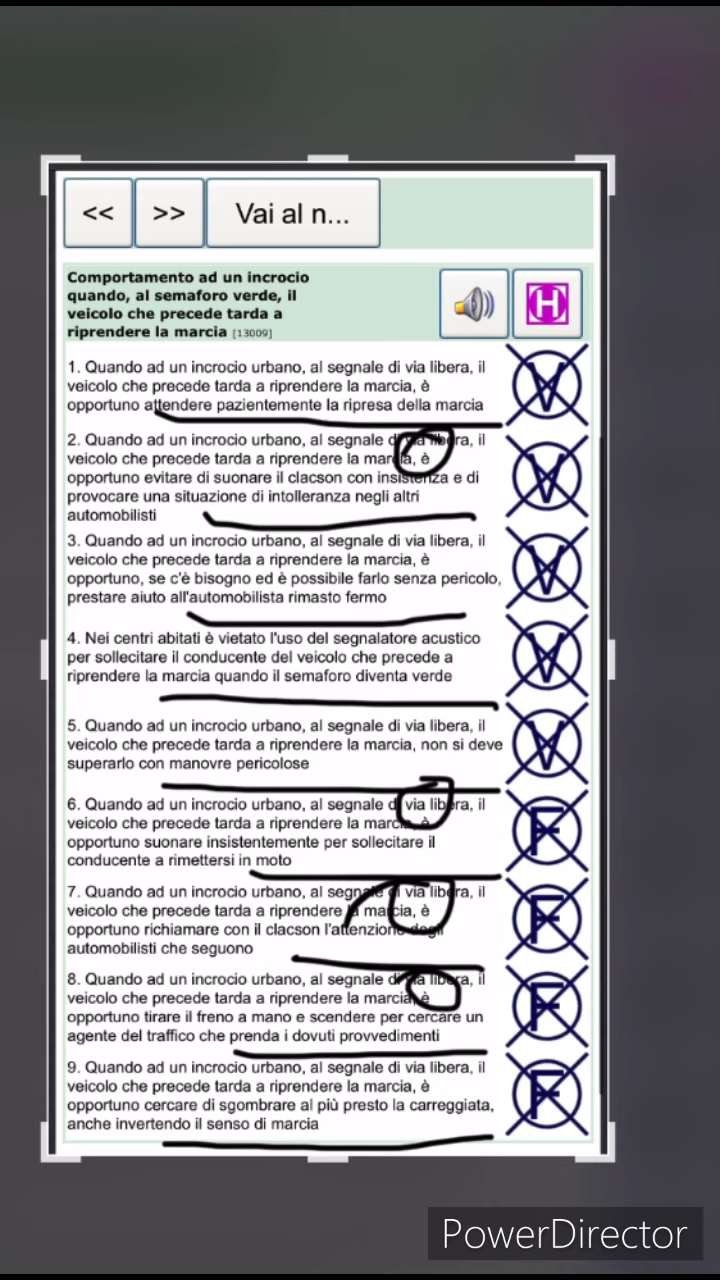 <<
>>
Vai al n...
Comportamento ad un incrocio
quando, al semaforo verde, il
veicolo che precede tarda a
riprendere la marcia [13009]
H
1. Quando ad un incrocio urbano, al segnale di via libera, il
veicolo che precede tarda a riprendere la marcia, è
opportuno attendere pazientemente la ripresa della marcia
V
2. Quando ad un incrocio urbano, al segnale di via libera, il
veicolo che precede tarda a riprendere la marcia, è
opportuno evitare di suonare il clacson con insistenza e di
provocare una situazione di intolleranza negli altri
automobilisti
V
3. Quando ad un incrocio urbano, al segnale di via libera, il
veicolo che precede tarda a riprendere la marcia, è
opportuno, se c'è bisogno ed è possibile farlo senza pericolo,
prestare aiuto all'automobilista rimasto fermo
V
4. Nei centri abitati è vietato l'uso del segnalatore acustico
per sollecitare il conducente del veicolo che precede a
riprendere la marcia quando il semaforo diventa verde
V
5. Quando ad un incrocio urbano, al segnale di via libera, il
veicolo che precede tarda a riprendere la marcia, non si deve
superarlo con manovre pericolose
V
6. Quando ad un incrocio urbano, al segnale di via libera, il
veicolo che precede tarda a riprendere la marcia, è
opportuno suonare insistentemente per sollecitare il
conducente a rimettersi in moto
F
7. Quando ad un incrocio urbano, al segnale di via libera, il
veicolo che precede tarda a riprendere la marcia, è
opportuno richiamare con il clacson l'attenzione degli
automobilisti che seguono
F
8. Quando ad un incrocio urbano, al segnale di via libera, il
veicolo che precede tarda a riprendere la marcia, è
opportuno tirare il freno a mano e scendere per cercare un
agente del traffico che prenda i dovuti provvedimenti
F
9. Quando ad un incrocio urbano, al segnale di via libera, il
veicolo che precede tarda a riprendere la marcia, è
opportuno cercare di sgombrare al più presto la carreggiata,
anche invertendo il senso di marcia
F
PowerDirector